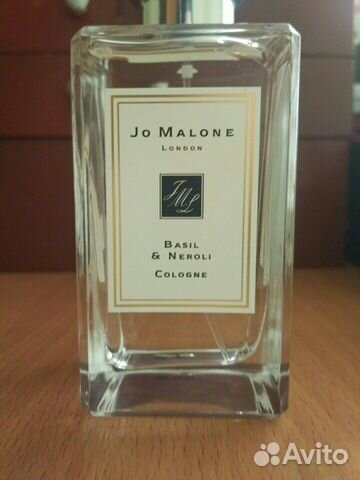 JO MALONE
LONDON
JML
BASIL
& NEROLI
COLOGNE
Avito